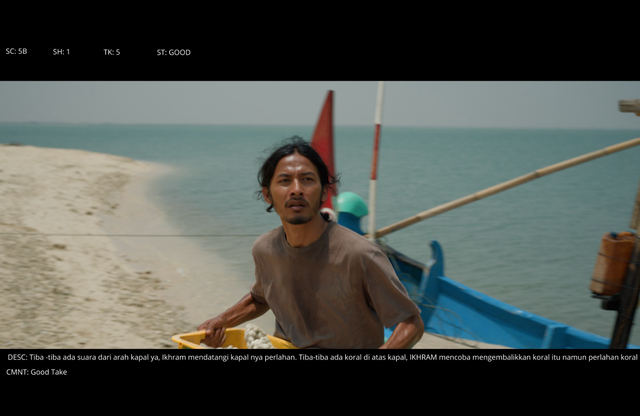 SC: 5B SH: 1 TK: 5 ST: GOOD
DESC: Tiba -tiba ada suara dari arah kapal ya, Ikhram mendatangi kapal nya perlahan. Tiba-tiba ada koral di atas kapal, IKHRAM mencoba mengembalikkan koral itu namun perlahan koral
CMNT: Good Take